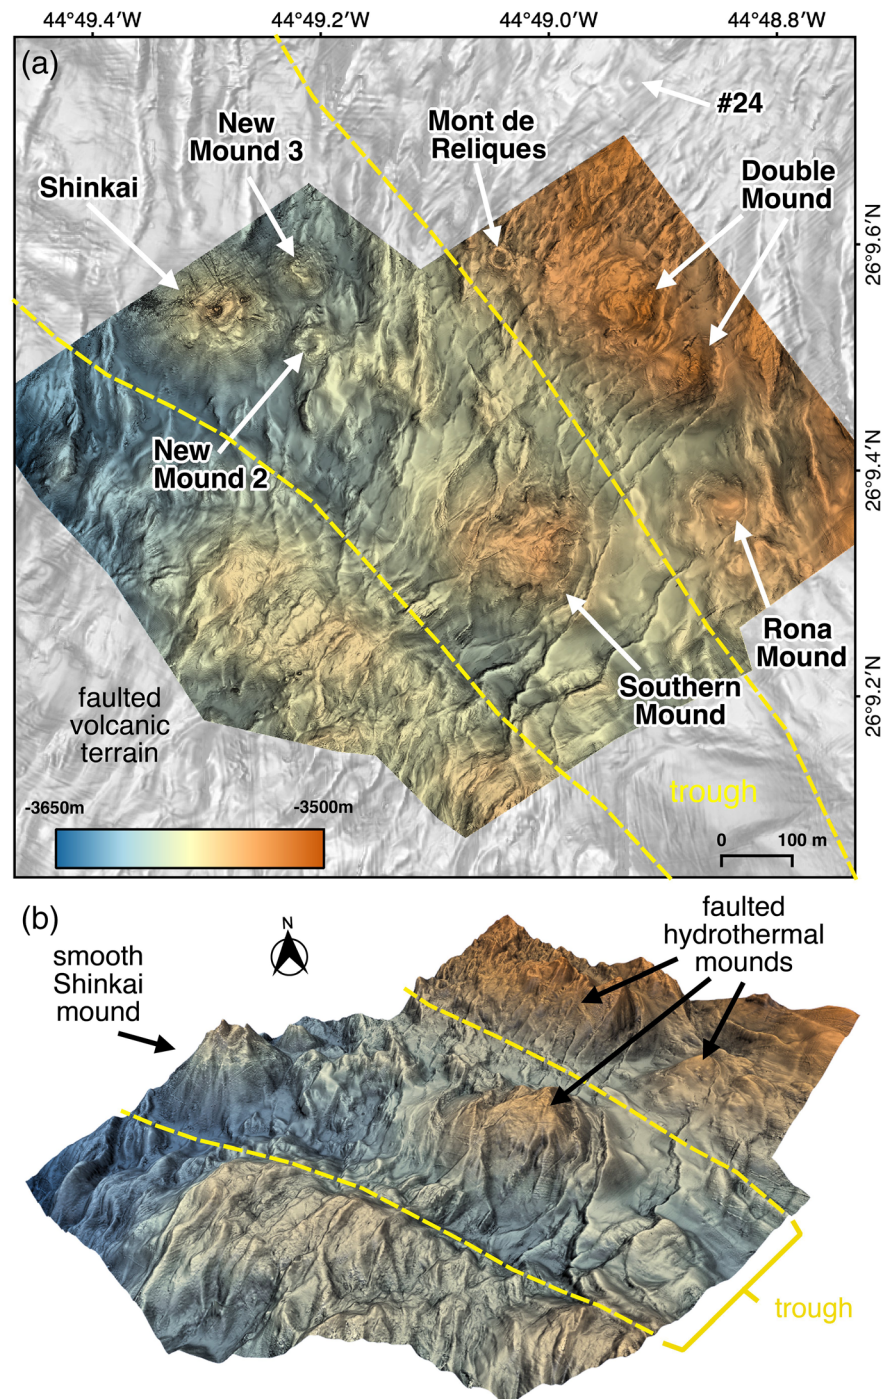 44°49.4′W 44°49.2′W 44°49.0′W 44°48.8′W
(a)
#24
New
Mound 3
Mont de
Reliques
Double
Mound
Shinkai
26°9.6′N
New
Mound 2
26°9.4′N
Rona
Mound
Southern
Mound
26°9.2′N
faulted
volcanic
terrain
trough
-3650m -3500m
0 100 m
(b)
N
faulted
hydrothermal
mounds
smooth
Shinkai
mound
trough